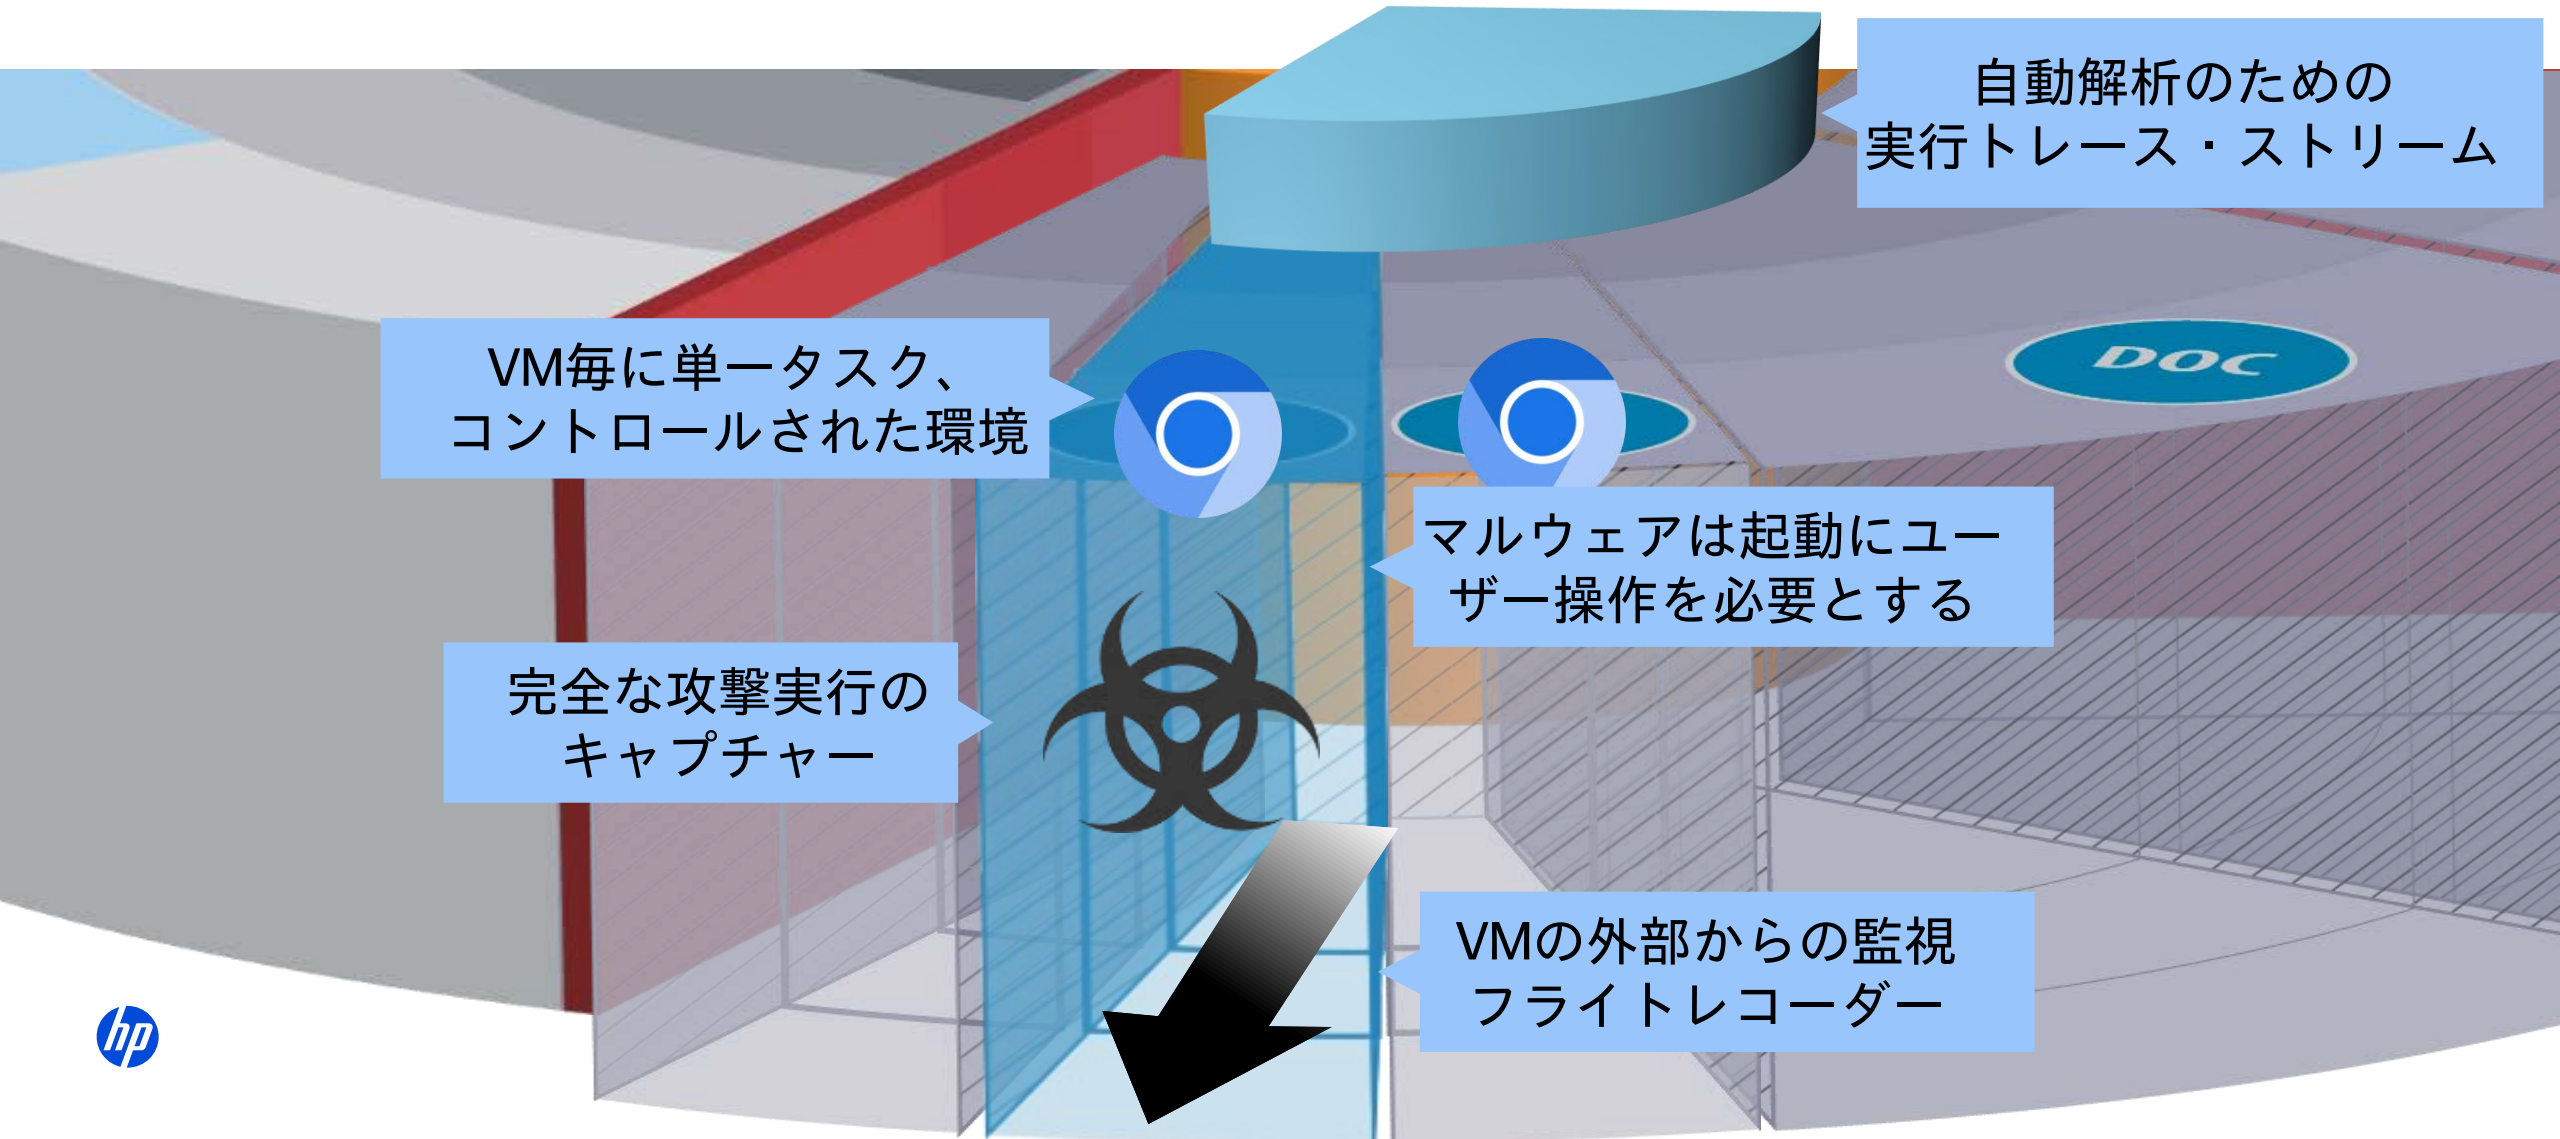 自動解析のための
実行トレース・ストリーム
VM毎に単一タスク、
コントロールされた環境
DOC
マルウェアは起動にユー
ザー操作を必要とする
完全な攻撃実行の
キャプチャー
VMの外部からの監視
フライトレコーダー
hp